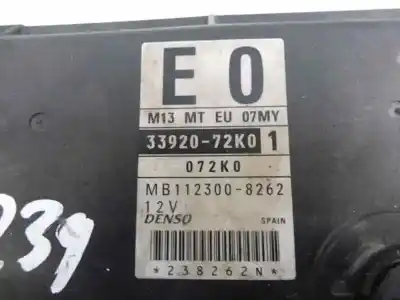 E 0
M13 MT EU 07MY
33920-72K0 1
072K0
MB112300-8262
12V
DENSO SPAIN
*238262N*
239